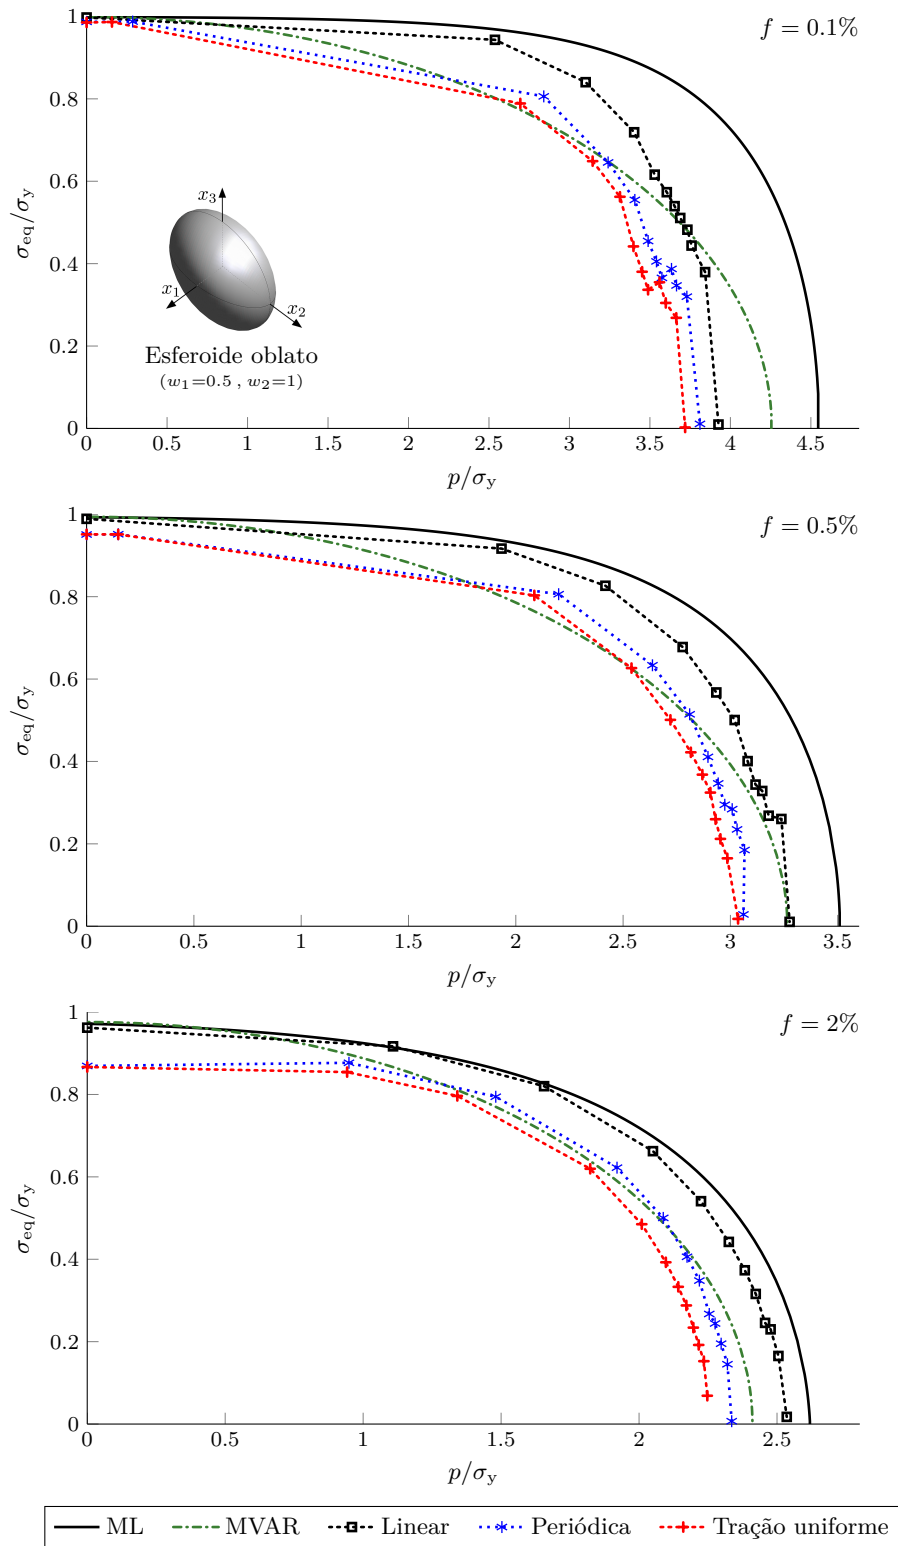 f = 0.1%
σeq/σy
1
0.8
0.6
0.4
0.2
0
x3
x1
x2
Esferoide oblato
(w1=0.5 , w2=1)
0 0.5 1 1.5 2 2.5 3 3.5 4 4.5
p/σy
f = 0.5%
σeq/σy
1
0.8
0.6
0.4
0.2
0
0 0.5 1 1.5 2 2.5 3 3.5
p/σy
f = 2%
σeq/σy
1
0.8
0.6
0.4
0.2
0
0 0.5 1 1.5 2 2.5
p/σy
ML MVAR Linear Periódica Tração uniforme